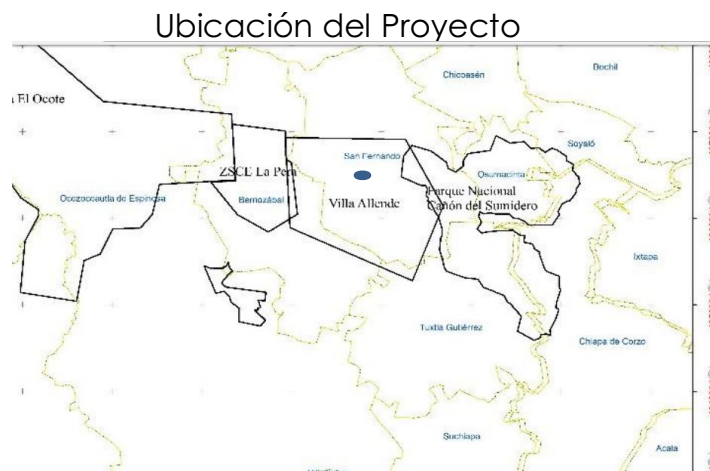 Ubicación del Proyecto
Chicoasén
Bochil
El Ocote
San Fernando
Soyaló
ZSCE La Pera
Osumacinta
Ocozocoautla de Espinosa
Berriozábal
Villa Allende
Parque Nacional
Cañón del Sumidero
Ixtapa
Tuxtla Gutiérrez
Chiapa de Corzo
Suchiapa
Acala